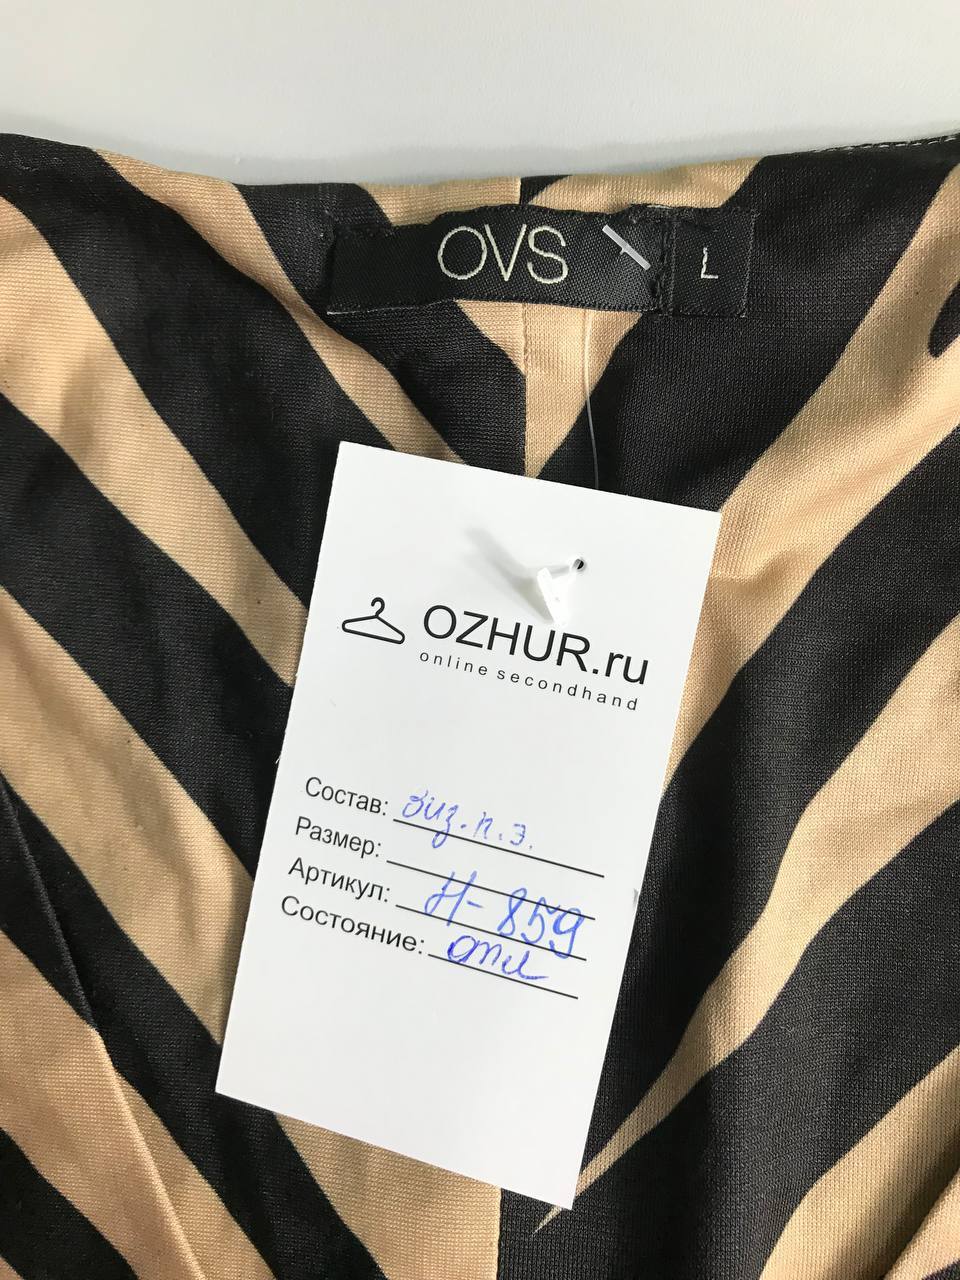 OVS
L
OZHUR.ru
online secondhand
Состав: виз. п.э.
Размер:
Артикул: Н-859
Состояние: отл